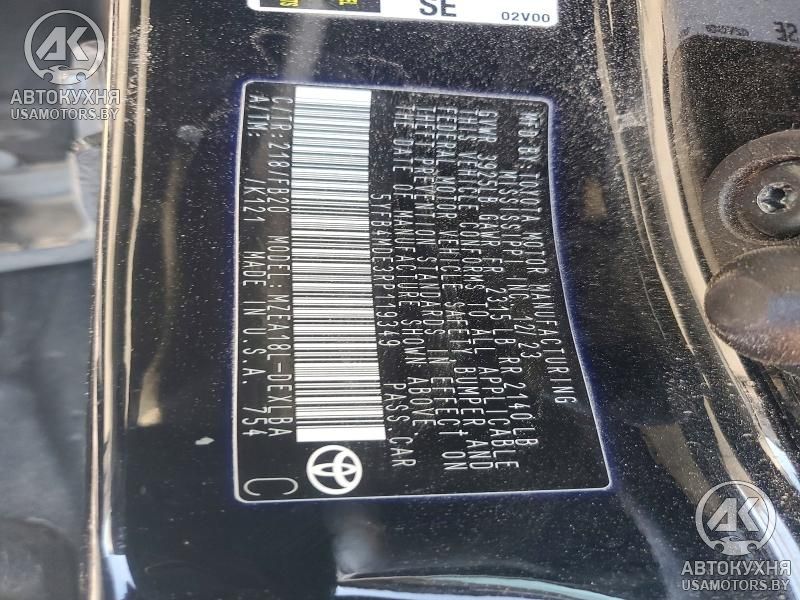 SE
02V00
MFD BY TOYOTA MOTOR MANUFACTURING
MISSISSIPPI, INC. 12/23
GVWR 3925LB GAWR FR 2315LB RR 2140LB
THIS VEHICLE CONFORMS TO ALL APPLICABLE
FEDERAL MOTOR VEHICLE SAFETY, BUMPER AND
THEFT PREVENTION STANDARDS IN EFFECT ON
THE DATE OF MANUFACTURE SHOWN ABOVE.
PASS CAR
C/TR: 218/FB20 MODEL: MZEA18L-DEXLBA
A/TM: /K121 MADE IN U.S.A. 754
C
AK
АВТОКУХНЯ
USAMOTORS.BY
AK
АВТОКУХНЯ
USAMOTORS.BY